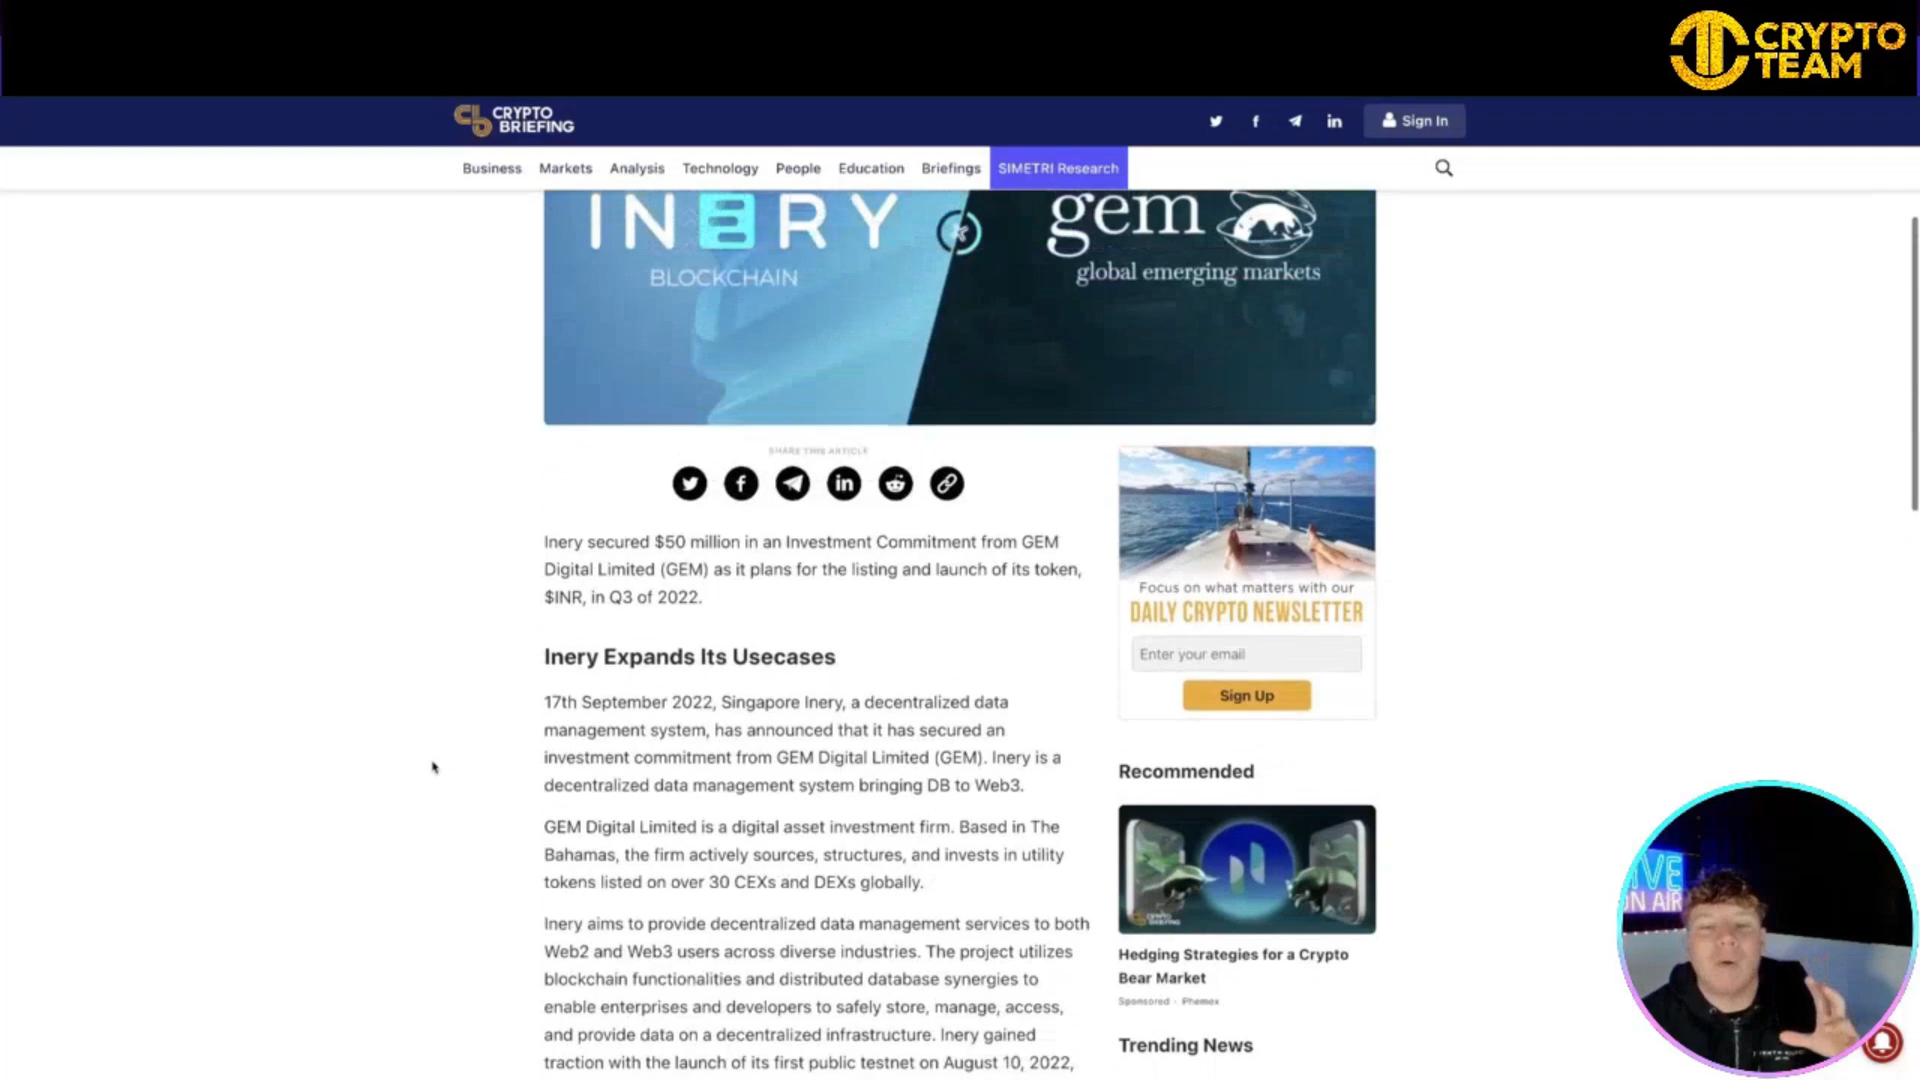 CRYPTO
TEAM
CRYPTO
BRIEFING
Sign In
Business Markets Analysis Technology People Education Briefings SIMETRI Research
INERY
BLOCKCHAIN
gem
global emerging markets
SHARE THIS ARTICLE
Inery secured $50 million in an Investment Commitment from GEM
Digital Limited (GEM) as it plans for the listing and launch of its token,
$INR, in Q3 of 2022.
Inery Expands Its Usecases
17th September 2022, Singapore Inery, a decentralized data
management system, has announced that it has secured an
investment commitment from GEM Digital Limited (GEM). Inery is a
decentralized data management system bringing DB to Web3.
GEM Digital Limited is a digital asset investment firm. Based in The
Bahamas, the firm actively sources, structures, and invests in utility
tokens listed on over 30 CEXs and DEXs globally.
Inery aims to provide decentralized data management services to both
Web2 and Web3 users across diverse industries. The project utilizes
blockchain functionalities and distributed database synergies to
enable enterprises and developers to safely store, manage, access,
and provide data on a decentralized infrastructure. Inery gained
traction with the launch of its first public testnet on August 10, 2022,
Focus on what matters with our
DAILY CRYPTO NEWSLETTER
Enter your email
Sign Up
Recommended
CRYPTO
BRIEFING
Hedging Strategies for a Crypto
Bear Market
Sponsored · Phemex
Trending News
ON AIR